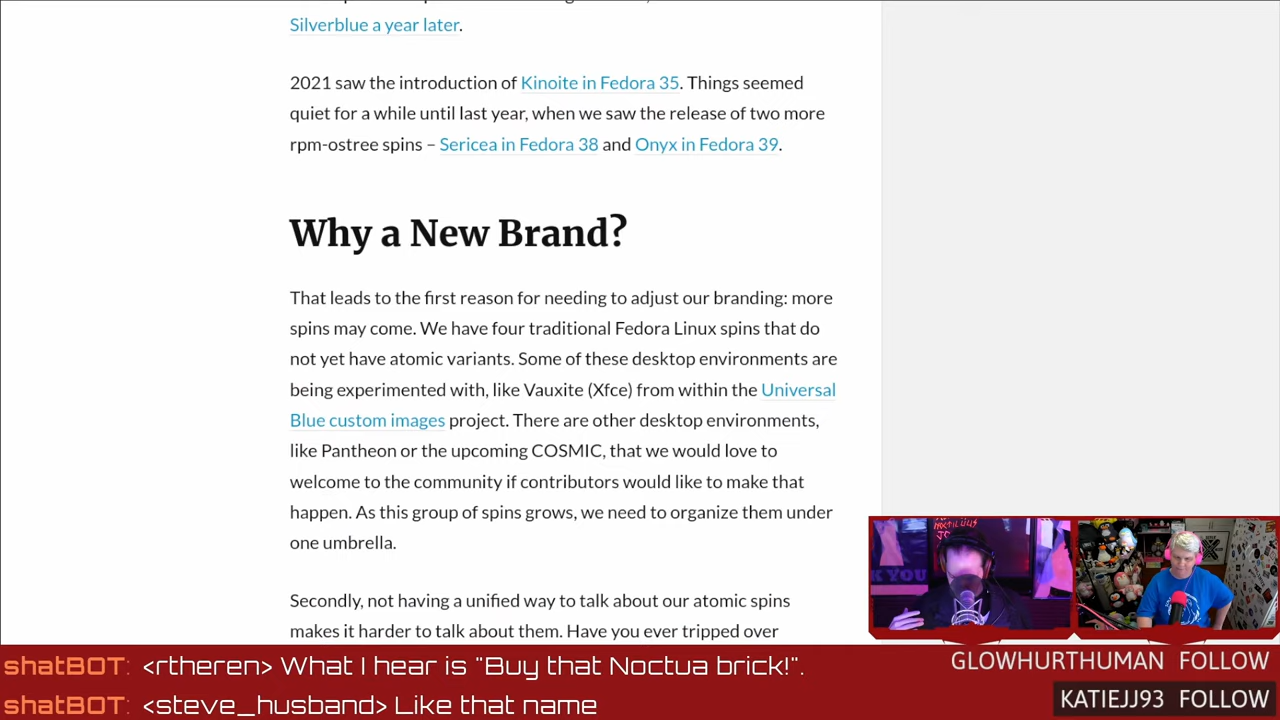 Silverblue a year later.
2021 saw the introduction of Kinoite in Fedora 35. Things seemed
quiet for a while until last year, when we saw the release of two more
rpm-ostree spins – Sericea in Fedora 38 and Onyx in Fedora 39.
Why a New Brand?
That leads to the first reason for needing to adjust our branding: more
spins may come. We have four traditional Fedora Linux spins that do
not yet have atomic variants. Some of these desktop environments are
being experimented with, like Vauxite (Xfce) from within the Universal
Blue custom images project. There are other desktop environments,
like Pantheon or the upcoming COSMIC, that we would love to
welcome to the community if contributors would like to make that
happen. As this group of spins grows, we need to organize them under
one umbrella.
Secondly, not having a unified way to talk about our atomic spins
makes it harder to talk about them. Have you ever tripped over
shatBOT: <rtheren> What I hear is "Buy that Noctua brick!".
shatBOT: <steve_husband> Like that name
GLOWHURTHUMAN FOLLOW
KATIEJJ93 FOLLOW